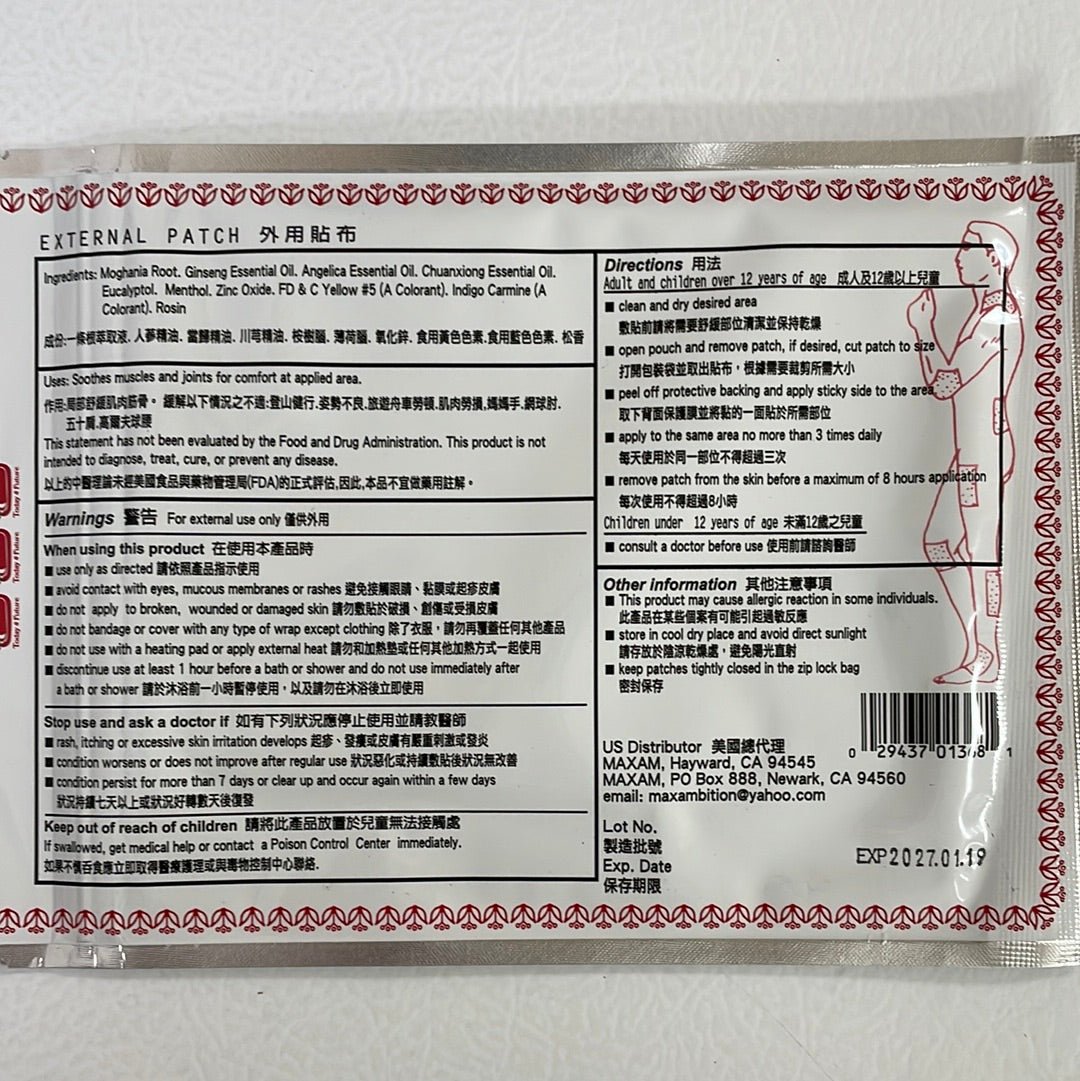 EXTERNAL PATCH 外用貼布
Ingredients: Moghania Root. Ginseng Essential Oil. Angelica Essential Oil. Chuanxiong Essential Oil.
Eucalyptol. Menthol. Zinc Oxide. FD & C Yellow #5 (A Colorant). Indigo Carmine (A
Colorant). Rosin
成份:一條根萃取液. 人蔘精油. 當歸精油. 川芎精油. 桉樹腦. 薄荷腦. 氧化鋅. 食用黃色色素.食用藍色色素. 松香
Uses: Soothes muscles and joints for comfort at applied area.
作用:局部舒緩肌肉筋骨。 緩解以下情況之不適:登山健行.姿勢不良.旅遊舟車勞頓.肌肉勞損.媽媽手.網球肘.
五十肩.高爾夫球腰
This statement has not been evaluated by the Food and Drug Administration. This product is not
intended to diagnose, treat, cure, or prevent any disease.
以上的中醫理論未經美國食品與藥物管理局(FDA)的正式評估,因此,本品不宜做藥用註解。
Warnings 警告 For external use only 僅供外用
When using this product 在使用本產品時
■ use only as directed 請依照產品指示使用
■ avoid contact with eyes, mucous membranes or rashes 避免接觸眼睛、黏膜或起疹皮膚
■ do not apply to broken, wounded or damaged skin 請勿敷貼於破損、創傷或受損皮膚
■ do not bandage or cover with any type of wrap except clothing 除了衣服，請勿再覆蓋任何其他產品
■ do not use with a heating pad or apply external heat 請勿和加熱墊或任何其他加熱方式一起使用
■ discontinue use at least 1 hour before a bath or shower and do not use immediately after
a bath or shower 請於沐浴前一小時暫停使用，以及請勿在沐浴後立即使用
Stop use and ask a doctor if 如有下列狀況應停止使用並請教醫師
■ rash, itching or excessive skin irritation develops 起疹、發癢或皮膚有嚴重刺激或發炎
■ condition worsens or does not improve after regular use 狀況惡化或持續敷貼後狀況無改善
■ condition persist for more than 7 days or clear up and occur again within a few days
狀況持續七天以上或狀況好轉數天後復發
Keep out of reach of children 請將此產品放置於兒童無法接觸處
If swallowed, get medical help or contact a Poison Control Center immediately.
如果不慎吞食應立即取得醫療護理或與毒物控制中心聯絡.
Directions 用法
Adult and children over 12 years of age 成人及12歲以上兒童
■ clean and dry desired area
敷貼前請將需要舒緩部位清潔並保持乾燥
■ open pouch and remove patch, if desired, cut patch to size
打開包裝袋並取出貼布，根據需要裁剪所需大小
■ peel off protective backing and apply sticky side to the area.
取下背面保護膜並將黏的一面貼於所需部位
■ apply to the same area no more than 3 times daily
每天使用於同一部位不得超過三次
■ remove patch from the skin before a maximum of 8 hours application
每次使用不得超過8小時
Children under 12 years of age 未滿12歲之兒童
■ consult a doctor before use 使用前請諮詢醫師
Other information 其他注意事項
■ This product may cause allergic reaction in some individuals.
此產品在某些個案有可能引起過敏反應
■ store in cool dry place and avoid direct sunlight
請存放於陰涼乾燥處，避免陽光直射
■ keep patches tightly closed in the zip lock bag
密封保存
US Distributor 美國總代理
MAXAM, Hayward, CA 94545
MAXAM, PO Box 888, Newark, CA 94560
email: maxambition@yahoo.com
0 29437 01368 1
Lot No.
製造批號
Exp. Date
保存期限
EXP2027.01.19
Today 4 Future
Today 4 Future
Today 4 Future